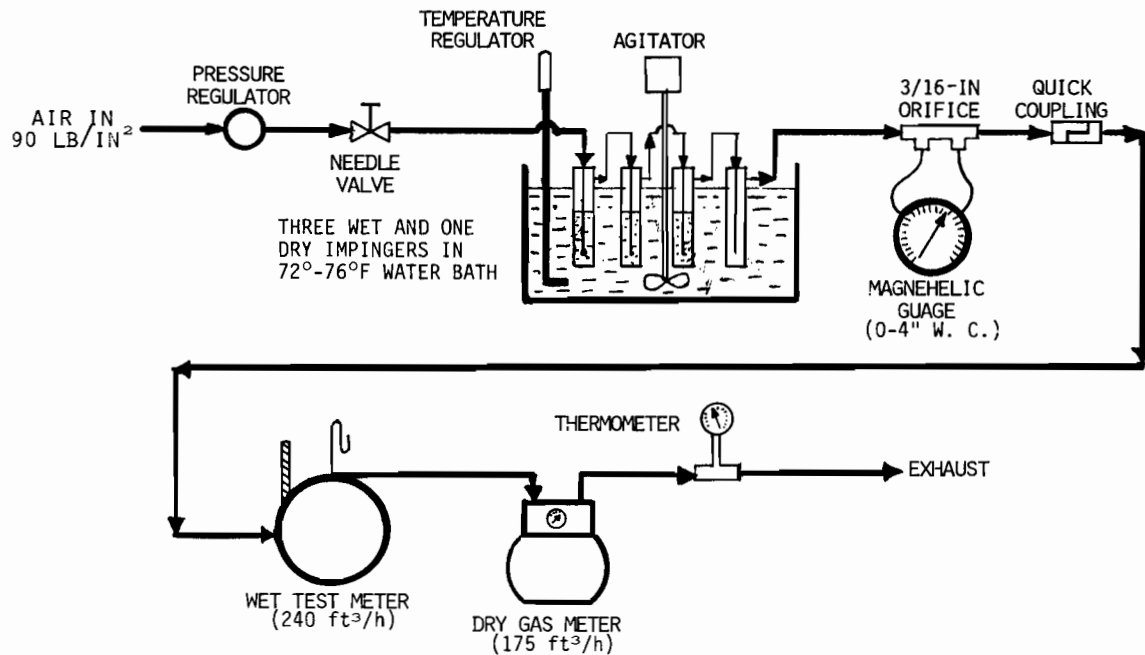 TEMPERATURE
REGULATOR
AGITATOR
PRESSURE
REGULATOR
3/16-IN
ORIFICE
QUICK
COUPLING
AIR IN
90 LB/IN²
NEEDLE
VALVE
THREE WET AND ONE
DRY IMPINGERS IN
72°-76°F WATER BATH
MAGNEHELIC
GUAGE
(0-4" W. C.)
THERMOMETER
EXHAUST
WET TEST METER
(240 ft³/h)
DRY GAS METER
(175 ft³/h)